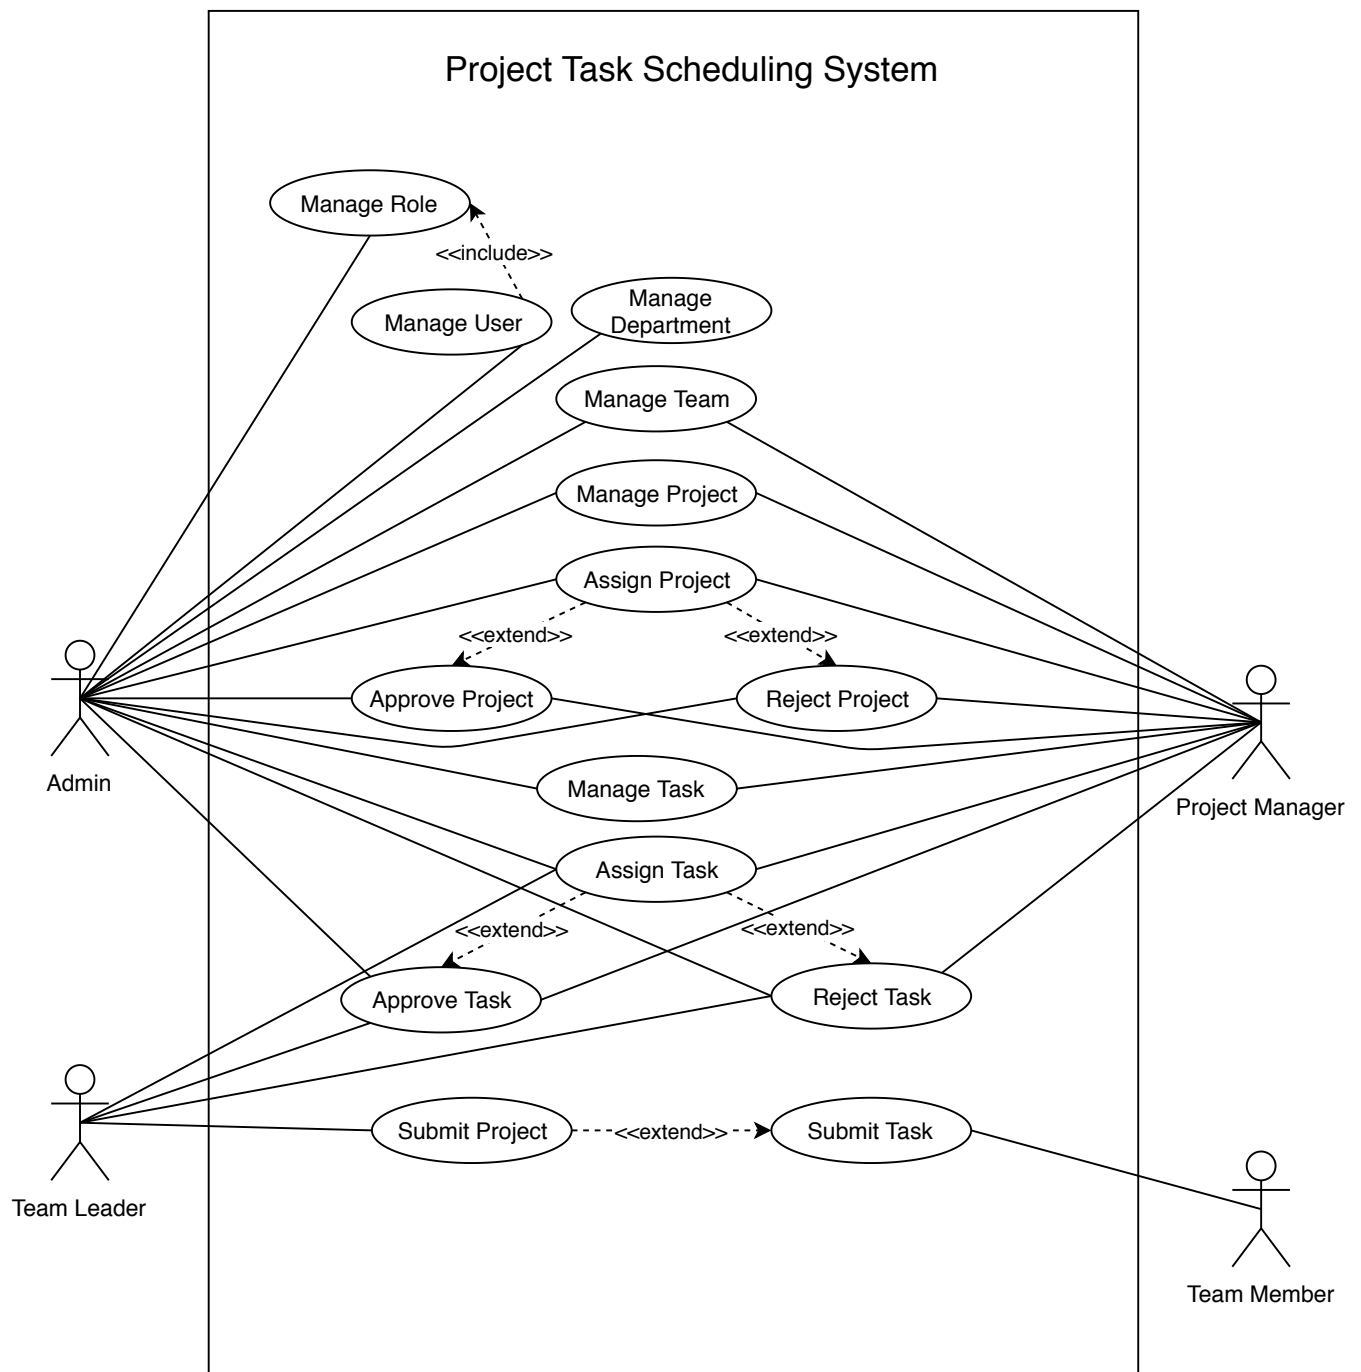 Project Task Scheduling System
Manage Role
<<include>>
Manage
Department
Manage User
Manage Team
Manage Project
Assign Project
<<extend>>
<<extend>>
Approve Project
Reject Project
Admin
Manage Task
Project Manager
Assign Task
<<extend>>
<<extend>>
Approve Task
Reject Task
Submit Project
<<extend>>
Submit Task
Team Leader
Team Member